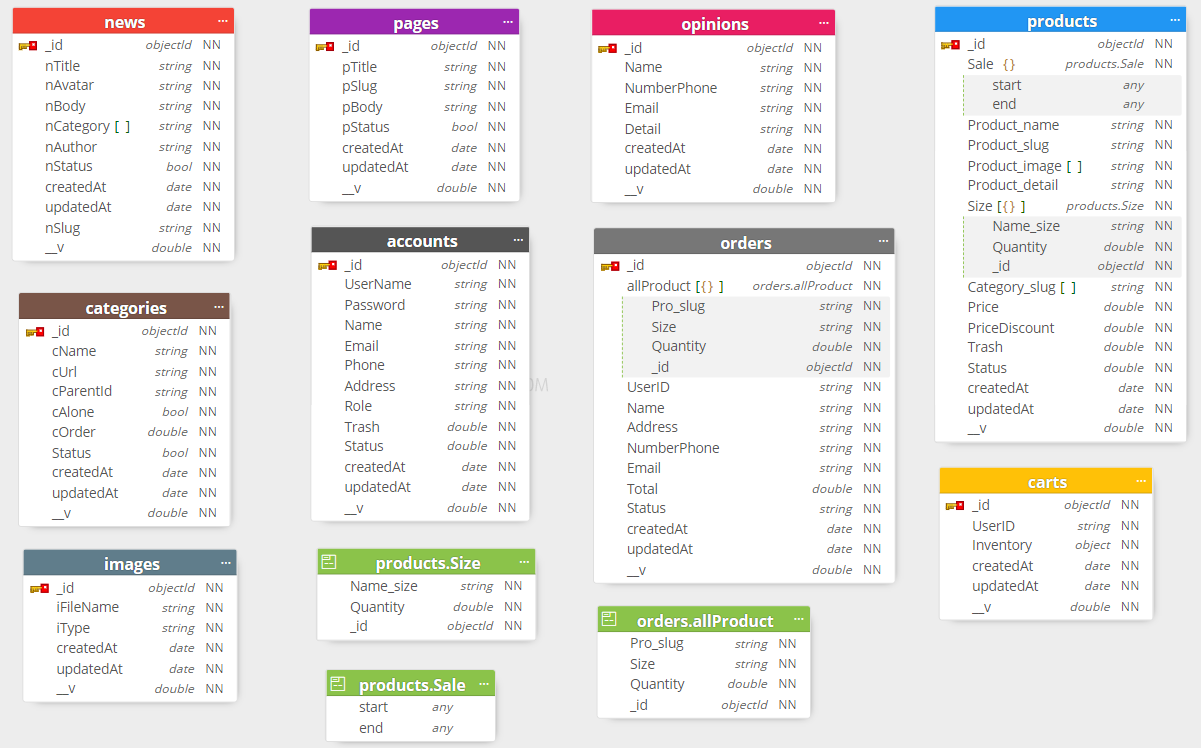 news ...
_id objectId NN
nTitle string NN
nAvatar string NN
nBody string NN
nCategory [ ] string NN
nAuthor string NN
nStatus bool NN
createdAt date NN
updatedAt date NN
nSlug string NN
__v double NN
categories ...
_id objectId NN
cName string NN
cUrl string NN
cParentId string NN
cAlone bool NN
cOrder double NN
Status bool NN
createdAt date NN
updatedAt date NN
__v double NN
images ...
_id objectId NN
iFileName string NN
iType string NN
createdAt date NN
updatedAt date NN
__v double NN
pages ...
_id objectId NN
pTitle string NN
pSlug string NN
pBody string NN
pStatus bool NN
createdAt date NN
updatedAt date NN
__v double NN
accounts ...
_id objectId NN
UserName string NN
Password string NN
Name string NN
Email string NN
Phone string NN
Address string NN
Role string NN
Trash double NN
Status double NN
createdAt date NN
updatedAt date NN
__v double NN
products.Size ...
Name_size string NN
Quantity double NN
_id objectId NN
products.Sale ...
start any
end any
opinions ...
_id objectId NN
Name string NN
NumberPhone string NN
Email string NN
Detail string NN
createdAt date NN
updatedAt date NN
__v double NN
orders ...
_id objectId NN
allProduct [{} ] orders.allProduct NN
Pro_slug string NN
Size string NN
Quantity double NN
_id objectId NN
UserID string NN
Name string NN
Address string NN
NumberPhone string NN
Email string NN
Total double NN
Status string NN
createdAt date NN
updatedAt date NN
__v double NN
orders.allProduct ...
Pro_slug string NN
Size string NN
Quantity double NN
_id objectId NN
products ...
_id objectId NN
Sale {} products.Sale NN
start any
end any
Product_name string NN
Product_slug string NN
Product_image [ ] string NN
Product_detail string NN
Size [{} ] products.Size NN
Name_size string NN
Quantity double NN
_id objectId NN
Category_slug [ ] string NN
Price double NN
PriceDiscount double NN
Trash double NN
Status double NN
createdAt date NN
updatedAt date NN
__v double NN
carts ...
_id objectId NN
UserID string NN
Inventory object NN
createdAt date NN
updatedAt date NN
__v double NN